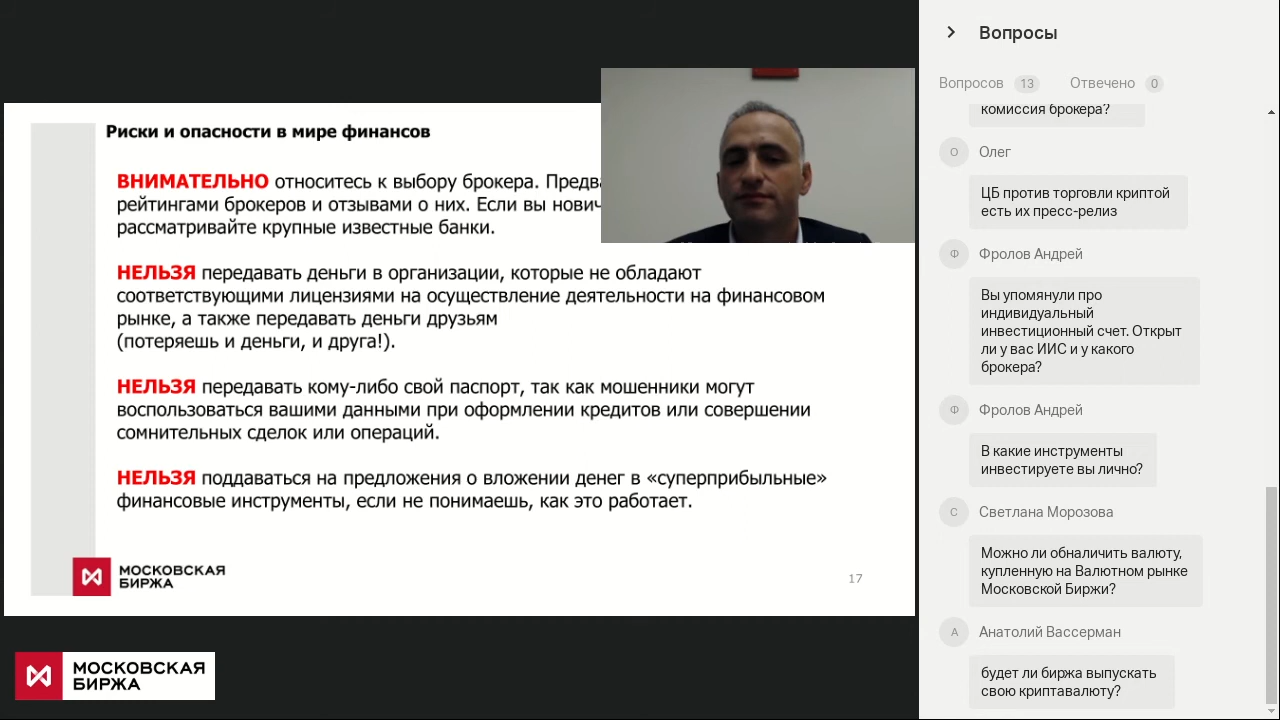 Риски и опасности в мире финансов
ВНИМАТЕЛЬНО относитесь к выбору брокера.
рейтингами брокеров и отзывами о них. Если вы
рассматривайте крупные известные банки.
НЕЛЬЗЯ передавать деньги в организации, которые не обладают
соответствующими лицензиями на осуществление деятельности на финансовом
рынке, а также передавать деньги друзьям
(потеряешь и деньги, и друга!).
НЕЛЬЗЯ передавать кому-либо свой паспорт, так как мошенники могут
воспользоваться вашими данными при оформлении кредитов или совершении
сомнительных сделок или операций.
НЕЛЬЗЯ поддаваться на предложения о вложении денег в «суперприбыльные»
финансовые инструменты, если не понимаешь, как это работает.
МОСКОВСКАЯ
БИРЖА
17
МОСКОВСКАЯ
БИРЖА
Вопросы
Вопросов 13 Отвечено 0
комиссия брокера?
О Олег
ЦБ против торговли криптой
есть их пресс-релиз
Ф Фролов Андрей
Вы упомянули про
индивидуальный
инвестиционный счет. Открыт
ли у вас ИИС и у какого
брокера?
Ф Фролов Андрей
В какие инструменты
инвестируете вы лично?
С Светлана Морозова
Можно ли обналичить валюту,
купленную на Валютном рынке
Московской Биржи?
А Анатолий Вассерман
будет ли биржа выпускать
свою криптавалюту?